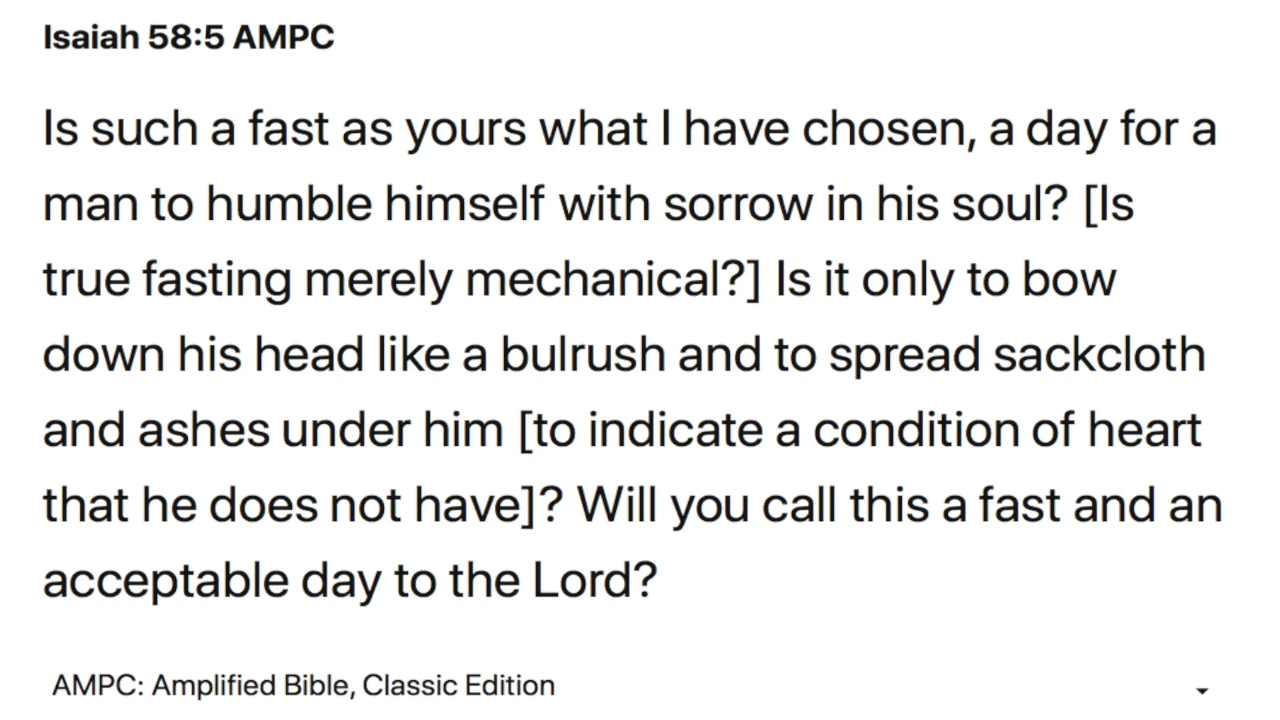 Isaiah 58:5 AMPC
Is such a fast as yours what I have chosen, a day for a
man to humble himself with sorrow in his soul? [Is
true fasting merely mechanical?] Is it only to bow
down his head like a bulrush and to spread sackcloth
and ashes under him [to indicate a condition of heart
that he does not have]? Will you call this a fast and an
acceptable day to the Lord?
AMPC: Amplified Bible, Classic Edition